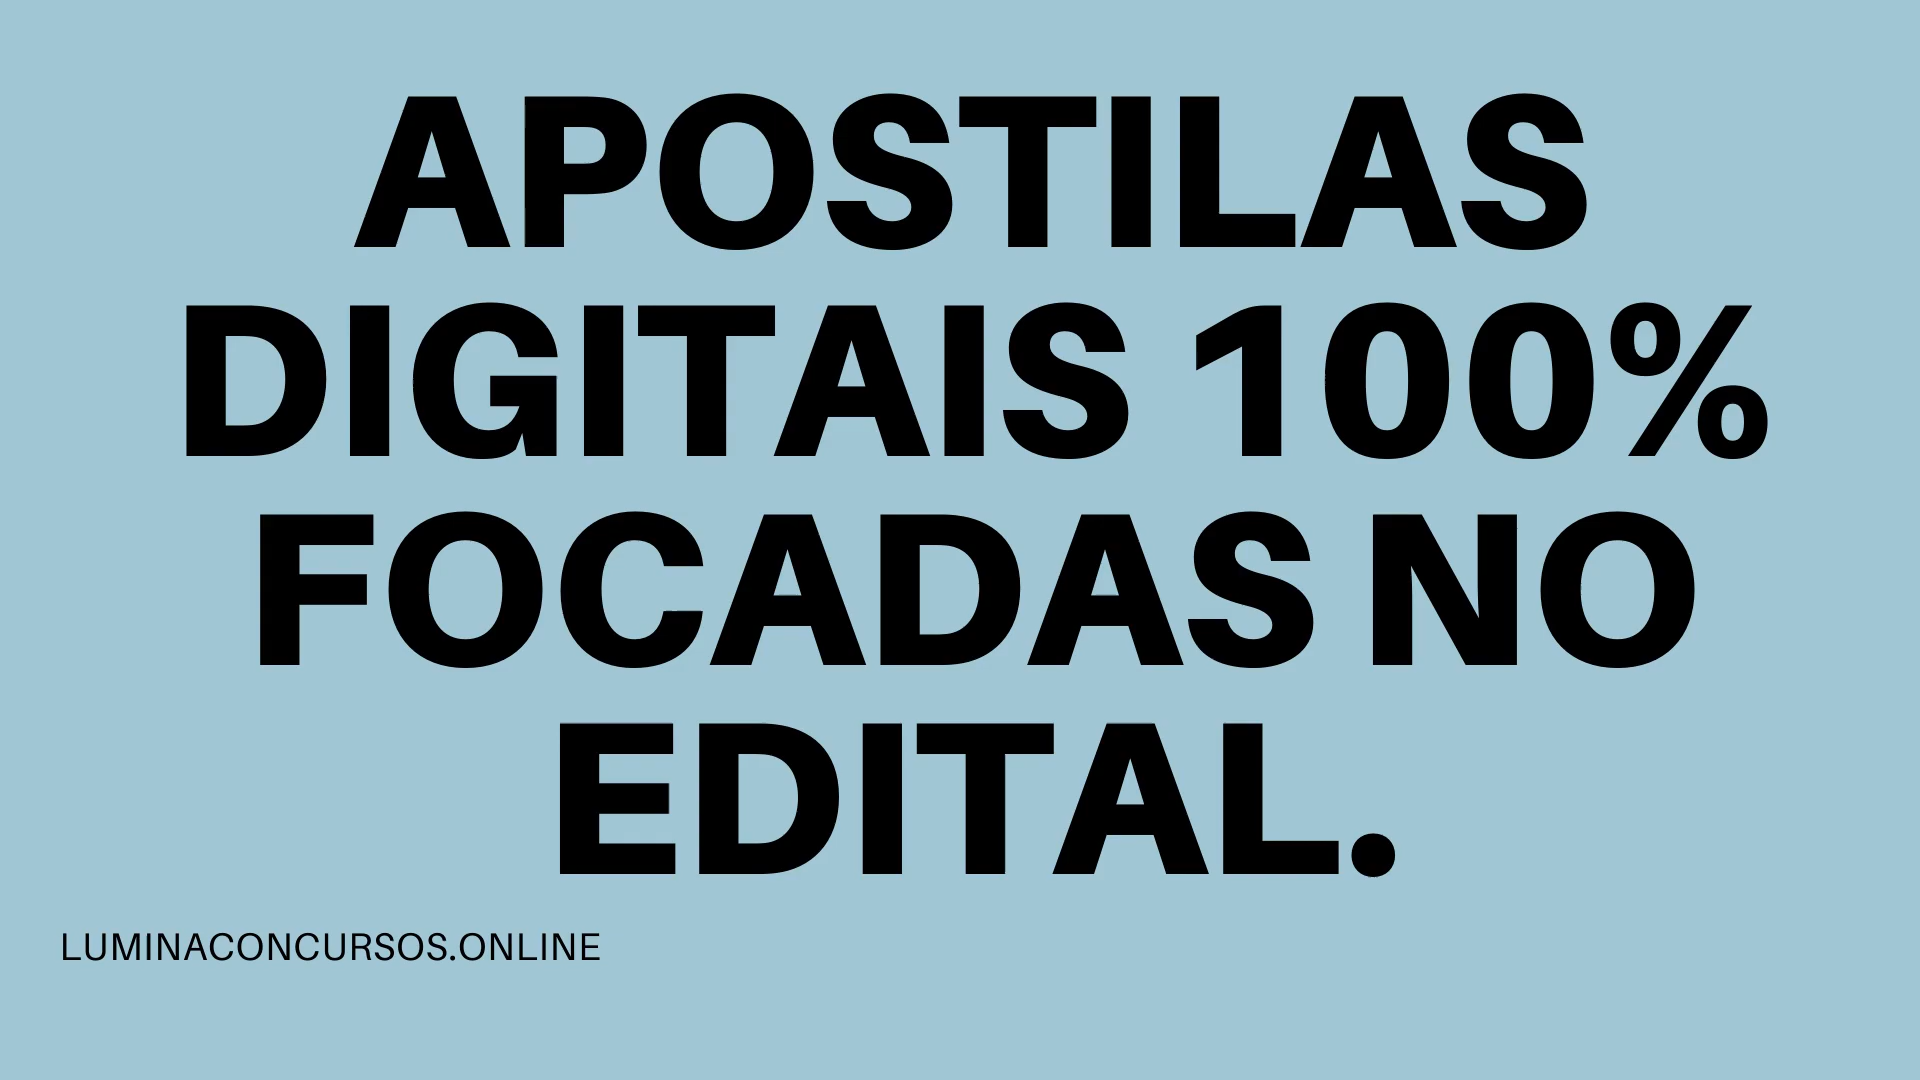 APOSTILAS
DIGITAIS 100%
FOCADAS NO
EDITAL.
LUMINACONCURSOS.ONLINE